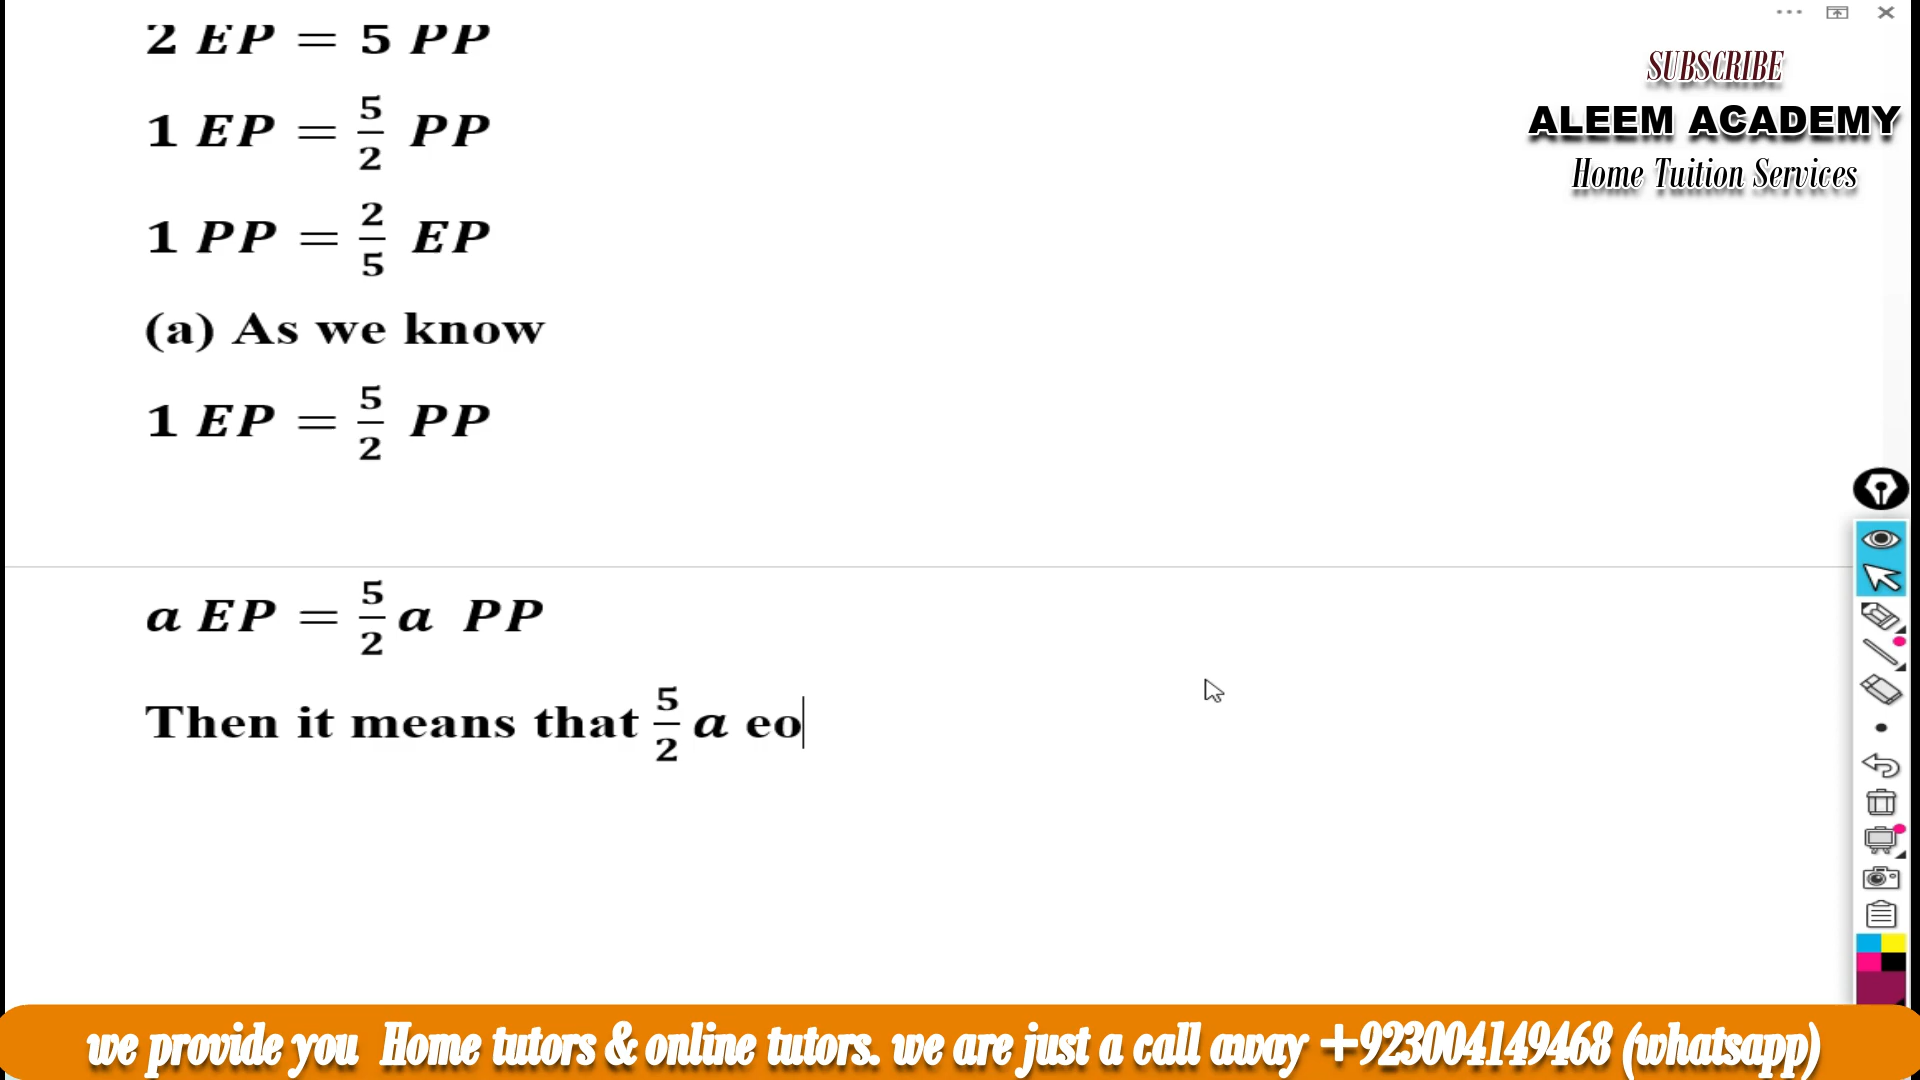 2 EP = 5 PP
SUBSCRIBE
1 EP = 5/2 PP
ALEEM ACADEMY
Home Tuition Services
1 PP = 2/5 EP
(a) As we know
1 EP = 5/2 PP
a EP = 5/2 a PP
Then it means that 5/2 a eo
we provide you Home tutors & online tutors. we are just a call away +923004149468 (whatsapp)